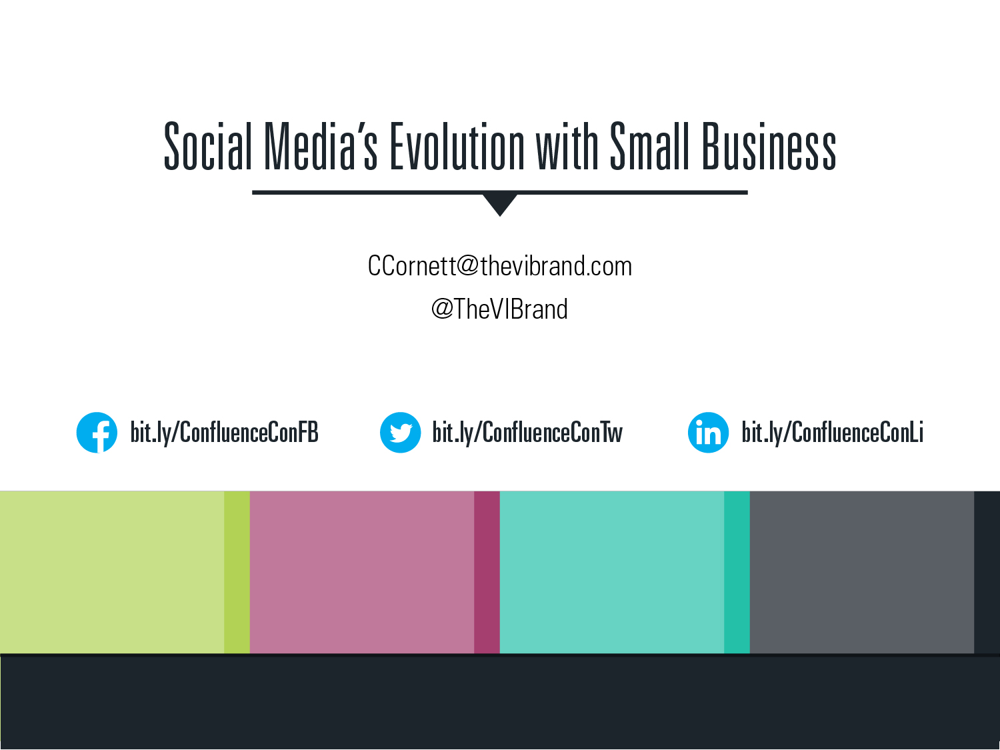 Social Media’s Evolution with Small Business
CCornett@thevibrand.com
@TheVIBrand
bit.ly/ConfluenceConFB
bit.ly/ConfluenceConTw
bit.ly/ConfluenceConLi